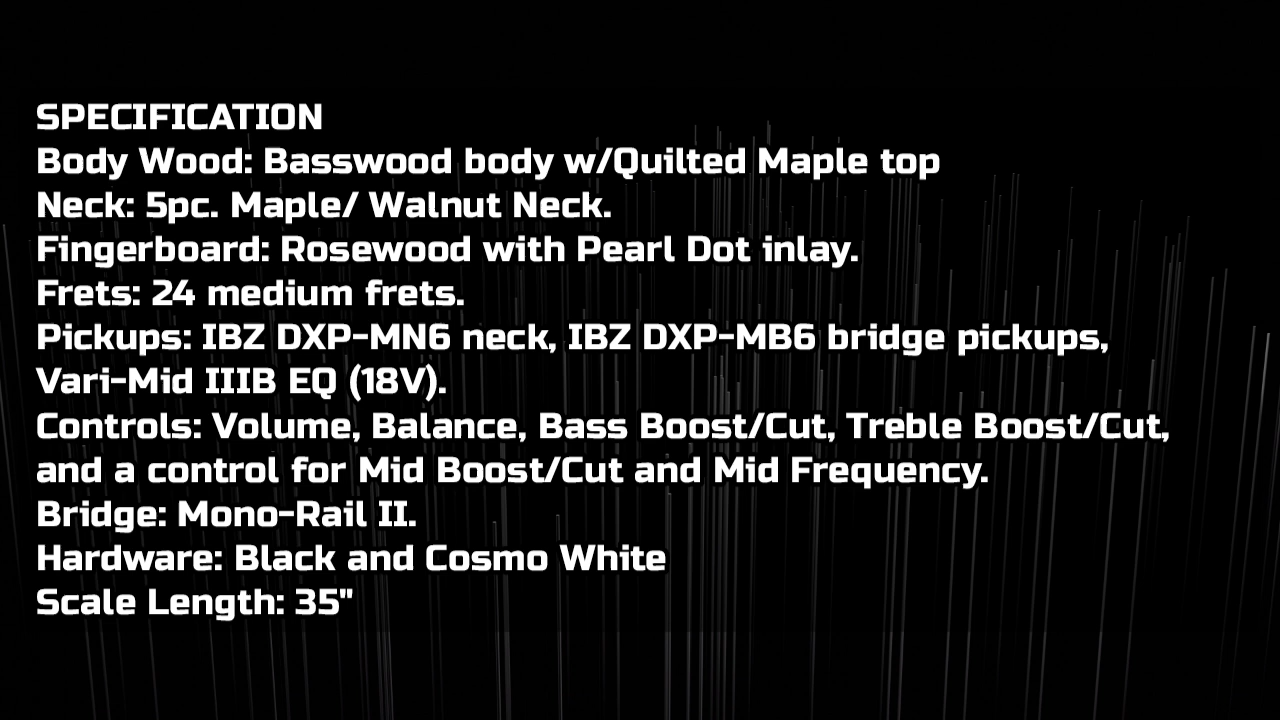 SPECIFICATION
Body Wood: Basswood body w/Quilted Maple top
Neck: 5pc. Maple/ Walnut Neck.
Fingerboard: Rosewood with Pearl Dot inlay.
Frets: 24 medium frets.
Pickups: IBZ DXP-MN6 neck, IBZ DXP-MB6 bridge pickups,
Vari-Mid IIIB EQ (18V).
Controls: Volume, Balance, Bass Boost/Cut, Treble Boost/Cut,
and a control for Mid Boost/Cut and Mid Frequency.
Bridge: Mono-Rail II.
Hardware: Black and Cosmo White
Scale Length: 35"